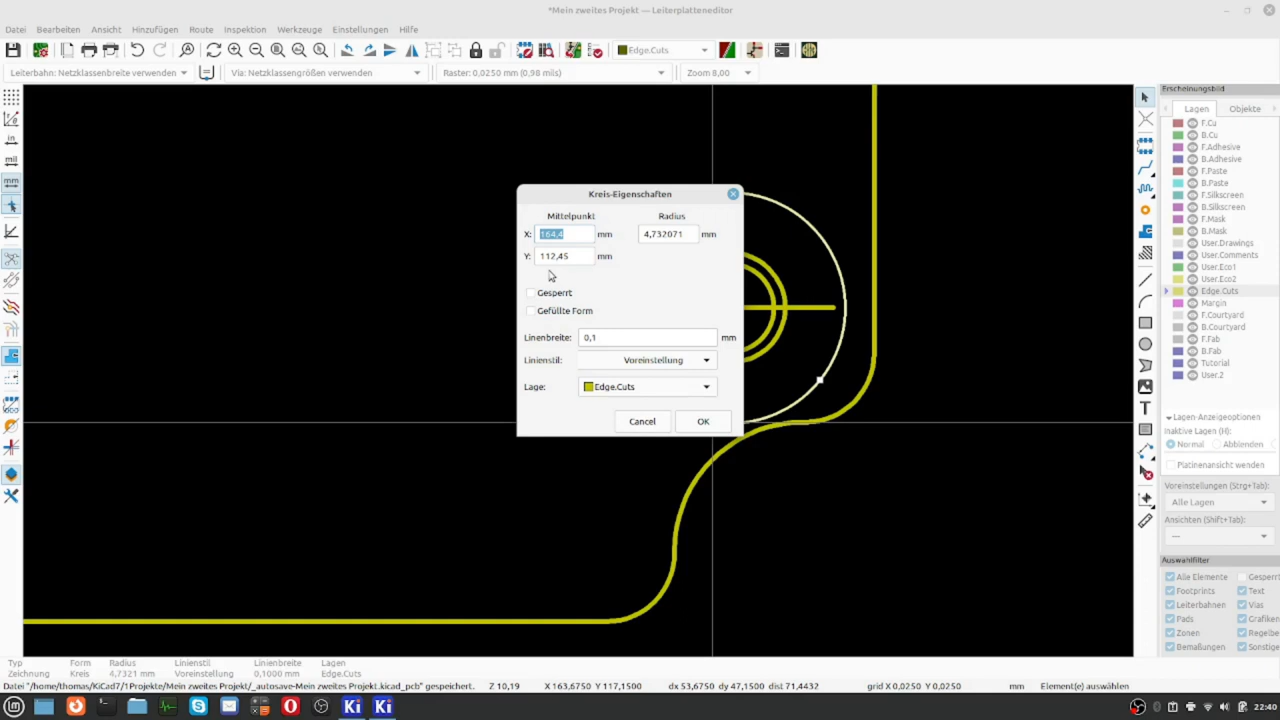 *Mein zweites Projekt — Leiterplatteneditor
Datei Bearbeiten Ansicht Platzieren Hinzufügen Route Inspektion Werkzeuge Einstellungen Hilfe
Edge.Cuts
Leiterbahn: Netzklassenbreite verwenden Via: Netzklassengrößen verwenden Raster: 0,0250 mm (0,98 mils) Zoom 8,00
in
mil
mm
Kreis-Eigenschaften
Mittelpunkt Radius
X: 164,4 mm 4,732071 mm
Y: 112,45 mm
Gesperrt
Gefüllte Form
Linenbreite: 0,1 mm
Linienstil: Voreinstellung
Lage: Edge.Cuts
Cancel OK
Erscheinungsbild
Lagen Objekte
F.Cu
B.Cu
F.Adhesive
B.Adhesive
F.Paste
B.Paste
F.Silkscreen
B.Silkscreen
F.Mask
B.Mask
User.Drawings
User.Comments
User.Eco1
User.Eco2
Edge.Cuts
Margin
F.Courtyard
B.Courtyard
F.Fab
B.Fab
Tutorial
User.2
Lagen-Anzeigeoptionen
Inaktive Lagen (H):
Normal Abblenden
Platinenansicht wenden
Voreinstellungen (Strg+Tab):
Alle Lagen
Ansichten (Shift+Tab):
---
Auswahlfilter
Alle Elemente Gesperrt
Footprints Text
Leiterbahnen Vias
Pads Grafiken
Zonen Regelbe
Bemaßungen Sonstige
Typ Form Radius Linienstil Linienbreite Lagen
Zeichnung Kreis 4,7321 mm Voreinstellung 0,1000 mm Edge.Cuts
Datei "/home/thomas/KiCad7/1Projekte/Mein zweites Projekt/_autosave-Mein zweites Projekt.kicad_pcb" gespeichert. Z 10,19 X 163,6750 Y 117,1500 dx 53,6750 dy 47,1500 dist 71,4432 grid X 0,0250 Y 0,0250 mm Element(e) auswählen
22:40